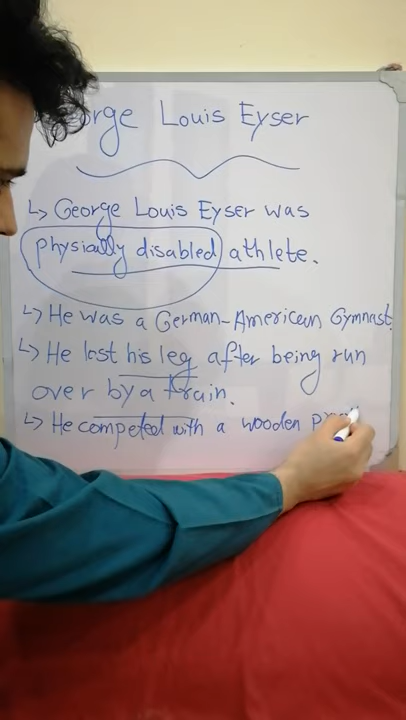 orge Louis Eyser
↳ George Louis Eyser was
physially disabled athlete.
↳ He was a German-American Gymnast.
↳ He lost his leg after being run
over by a train.
↳ He competed with a wooden